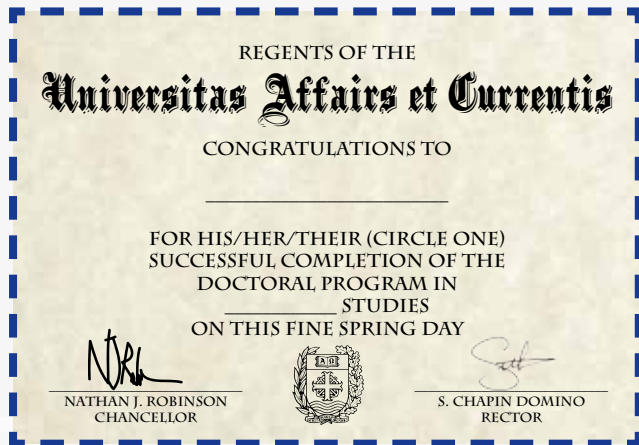 REGENTS OF THE
Universitas Affairs et Currentis
CONGRATULATIONS TO
FOR HIS/HER/THEIR (CIRCLE ONE)
SUCCESSFUL COMPLETION OF THE
DOCTORAL PROGRAM IN
____________ STUDIES
ON THIS FINE SPRING DAY
NATHAN J. ROBINSON
CHANCELLOR
S. CHAPIN DOMINO
RECTOR